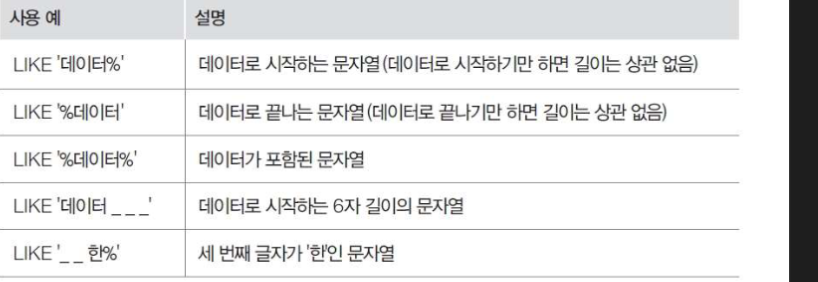 사용 예 설명
LIKE '데이터%' 데이터로 시작하는 문자열(데이터로 시작하기만 하면 길이는 상관 없음)
LIKE '%데이터' 데이터로 끝나는 문자열(데이터로 끝나기만 하면 길이는 상관 없음)
LIKE '%데이터%' 데이터가 포함된 문자열
LIKE '데이터 _ _ _' 데이터로 시작하는 6자 길이의 문자열
LIKE '_ _ 한%' 세 번째 글자가 '한'인 문자열